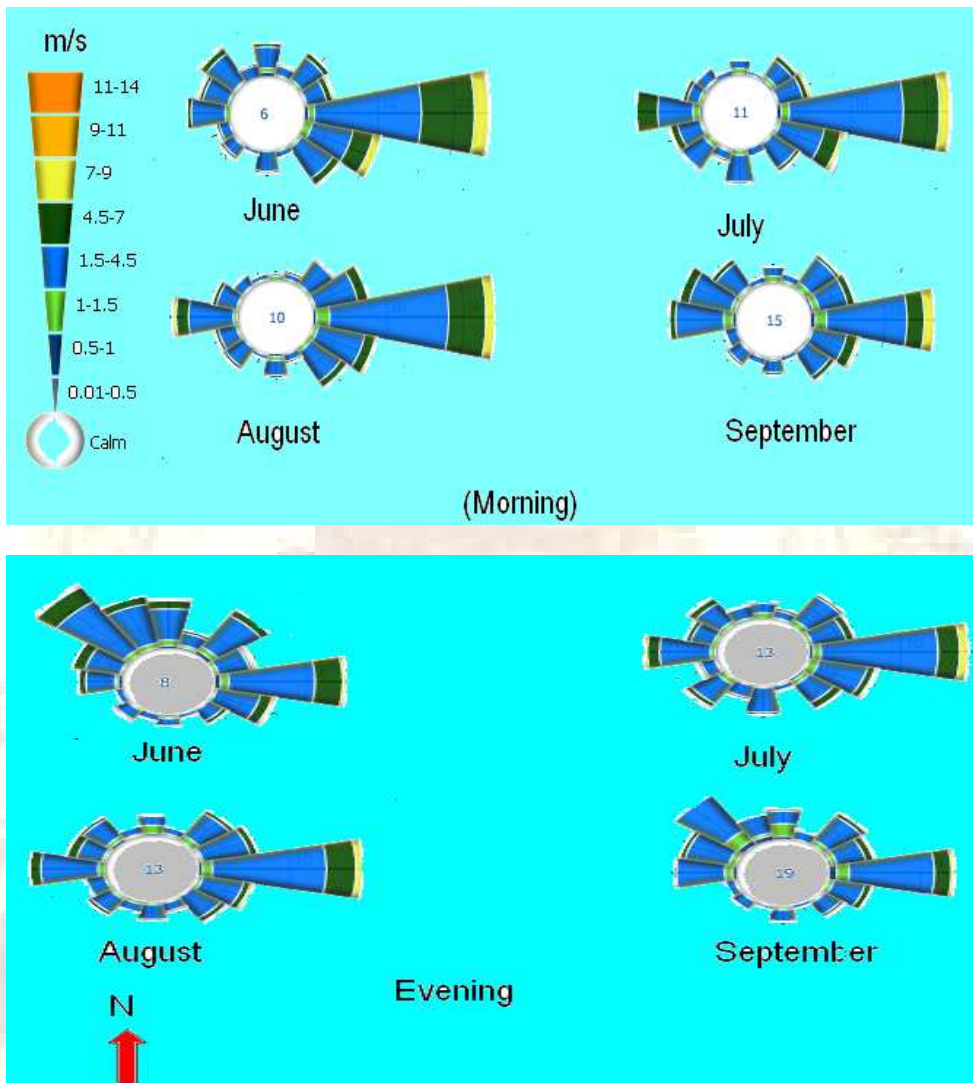 m/s
11-14
9-11
7-9
4.5-7
1.5-4.5
1-1.5
0.5-1
0.01-0.5
Calm
6
June
11
July
10
August
15
September
(Morning)
8
June
13
July
13
August
19
September
Evening
N